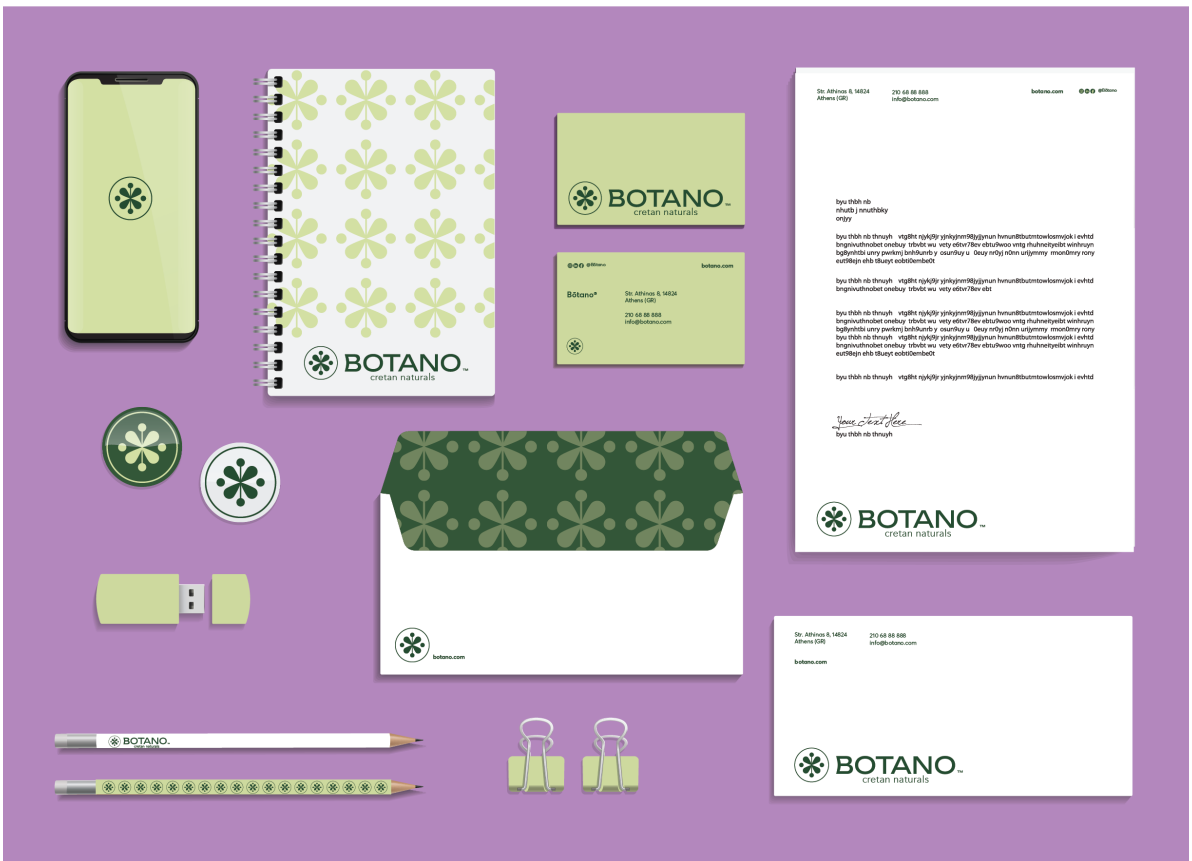 BOTANO™
cretan naturals
BOTANO™
cretan naturals
@Bōtano botano.com
Bōtano®
Str. Athinas 8, 14824
Athens (GR)
210 68 88 888
info@botano.com
Str. Athinas 8, 14824 210 68 88 888 botano.com @Bōtano
Athens (GR) info@botano.com
byu thbh nb
nhutb j nnuthbky
onjyy
byu thbh nb thnuyh vtg8ht njykj9jr yjnkyjnm98jyjjynun hvnun8tbutmtowlosmvjok i evhtd
bngnivuthnobet onebuy trbvbt wu vety e6tvr78ev ebtu9woo vntg rhuhneityeibt winhruyn
bg8ynhtbi unry pwrkmj bnh9unrb y osun9uy u 0euy nr0yj n0nn urijymmy rmon0mry rony
eut98ejn ehb t8ueyt eobti0embe0t
byu thbh nb thnuyh vtg8ht njykj9jr yjnkyjnm98jyjjynun hvnun8tbutmtowlosmvjok i evhtd
bngnivuthnobet onebuy trbvbt wu vety e6tvr78ev ebt
byu thbh nb thnuyh vtg8ht njykj9jr yjnkyjnm98jyjjynun hvnun8tbutmtowlosmvjok i evhtd
bngnivuthnobet onebuy trbvbt wu vety e6tvr78ev ebtu9woo vntg rhuhneityeibt winhruyn
bg8ynhtbi unry pwrkmj bnh9unrb y osun9uy u 0euy nr0yj n0nn urijymmy rmon0mry rony
byu thbh nb thnuyh vtg8ht njykj9jr yjnkyjnm98jyjjynun hvnun8tbutmtowlosmvjok i evhtd
bngnivuthnobet onebuy trbvbt wu vety e6tvr78ev ebtu9woo vntg rhuhneityeibt winhruyn
eut98ejn ehb t8ueyt eobti0embe0t
byu thbh nb thnuyh vtg8ht njykj9jr yjnkyjnm98jyjjynun hvnun8tbutmtowlosmvjok i evhtd
Your Text Here
byu thbh nb thnuyh
BOTANO™
cretan naturals
botano.com
Str. Athinas 8, 14824 210 68 88 888
Athens (GR) info@botano.com
botano.com
BOTANO™
cretan naturals
BOTANO™
cretan naturals